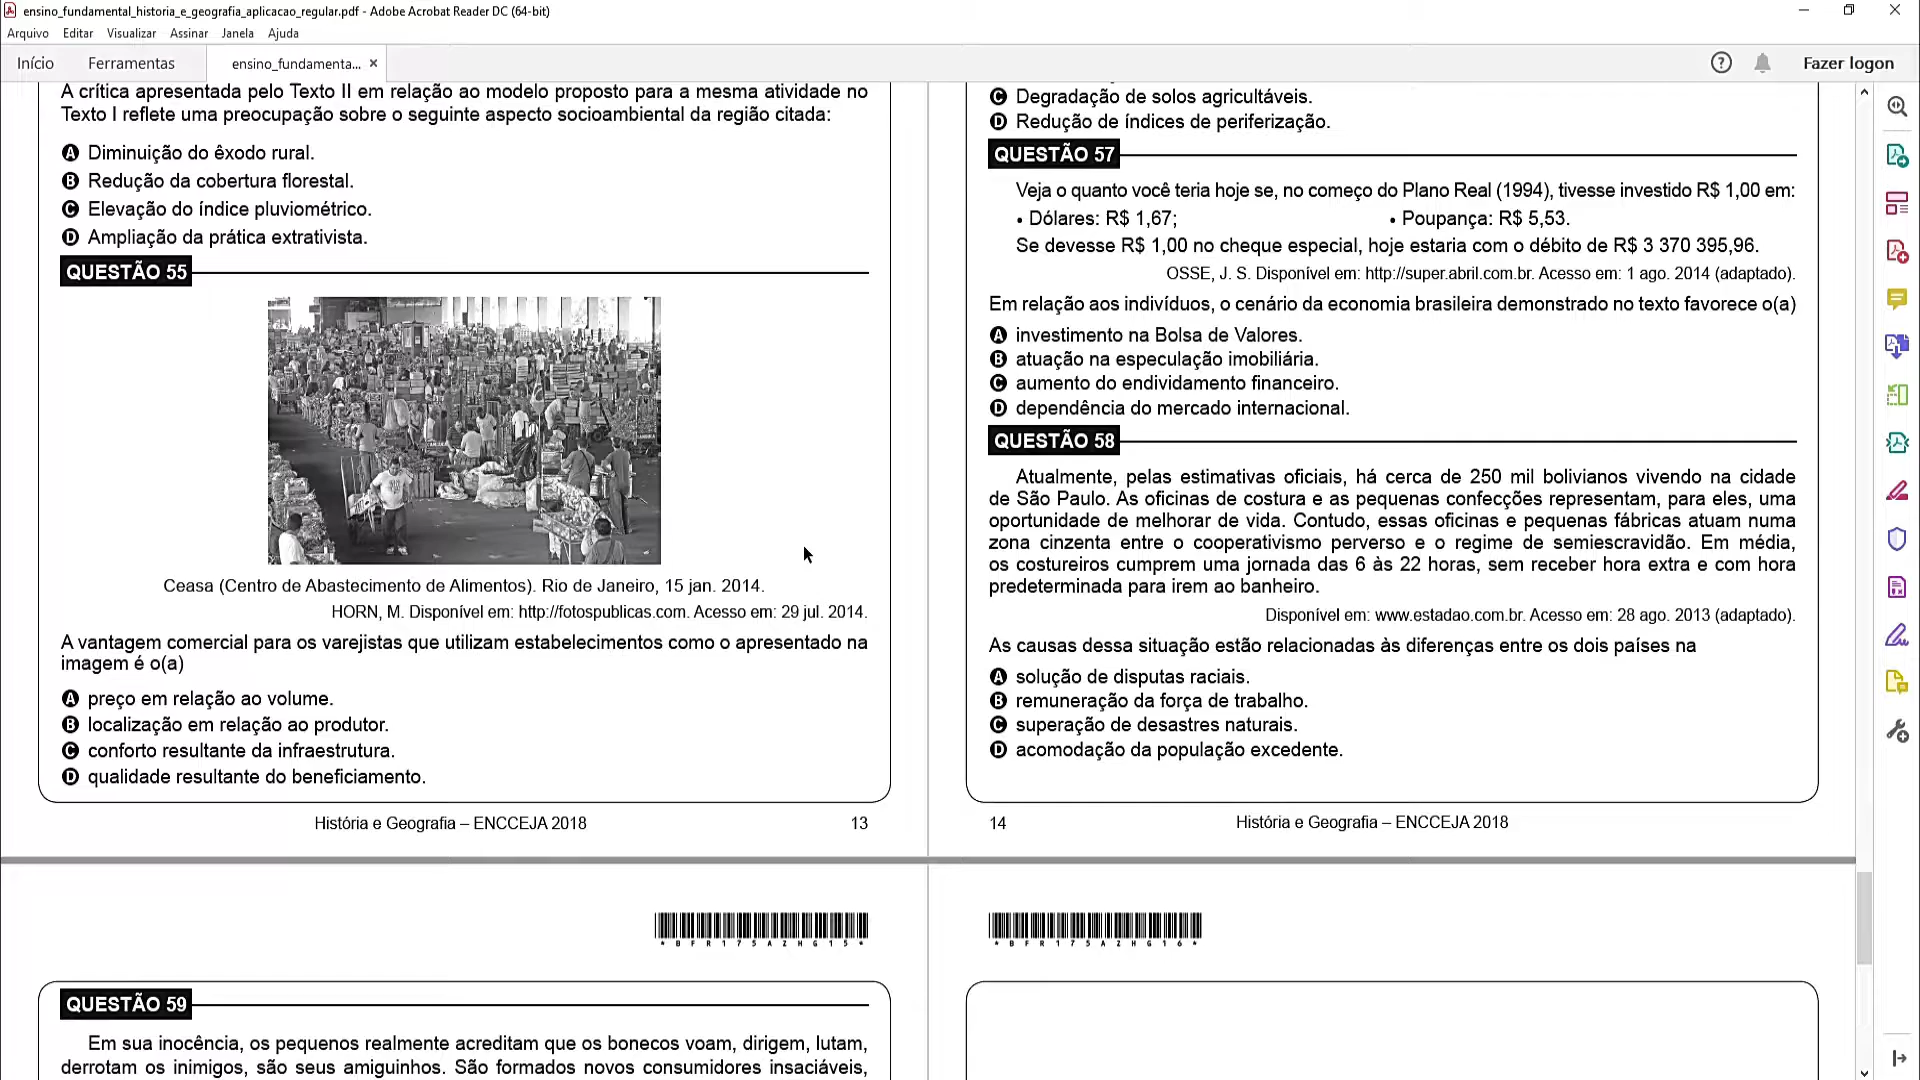 ensino_fundamental_historia_e_geografia_aplicacao_regular.pdf - Adobe Acrobat Reader DC (64-bit)
Arquivo Editar Visualizar Assinar Janela Ajuda
Início Ferramentas ensino_fundamenta... × Fazer logon
A crítica apresentada pelo Texto II em relação ao modelo proposto para a mesma atividade no
Texto I reflete uma preocupação sobre o seguinte aspecto socioambiental da região citada:
A Diminuição do êxodo rural.
B Redução da cobertura florestal.
C Elevação do índice pluviométrico.
D Ampliação da prática extrativista.
QUESTÃO 55
Ceasa (Centro de Abastecimento de Alimentos). Rio de Janeiro, 15 jan. 2014.
HORN, M. Disponível em: http://fotospublicas.com. Acesso em: 29 jul. 2014.
A vantagem comercial para os varejistas que utilizam estabelecimentos como o apresentado na
imagem é o(a)
A preço em relação ao volume.
B localização em relação ao produtor.
C conforto resultante da infraestrutura.
D qualidade resultante do beneficiamento.
História e Geografia – ENCCEJA 2018 13
C Degradação de solos agricultáveis.
D Redução de índices de periferização.
QUESTÃO 57
Veja o quanto você teria hoje se, no começo do Plano Real (1994), tivesse investido R$ 1,00 em:
• Dólares: R$ 1,67; • Poupança: R$ 5,53.
Se devesse R$ 1,00 no cheque especial, hoje estaria com o débito de R$ 3 370 395,96.
OSSE, J. S. Disponível em: http://super.abril.com.br. Acesso em: 1 ago. 2014 (adaptado).
Em relação aos indivíduos, o cenário da economia brasileira demonstrado no texto favorece o(a)
A investimento na Bolsa de Valores.
B atuação na especulação imobiliária.
C aumento do endividamento financeiro.
D dependência do mercado internacional.
QUESTÃO 58
Atualmente, pelas estimativas oficiais, há cerca de 250 mil bolivianos vivendo na cidade
de São Paulo. As oficinas de costura e as pequenas confecções representam, para eles, uma
oportunidade de melhorar de vida. Contudo, essas oficinas e pequenas fábricas atuam numa
zona cinzenta entre o cooperativismo perverso e o regime de semiescravidão. Em média,
os costureiros cumprem uma jornada das 6 às 22 horas, sem receber hora extra e com hora
predeterminada para irem ao banheiro.
Disponível em: www.estadao.com.br. Acesso em: 28 ago. 2013 (adaptado).
As causas dessa situação estão relacionadas às diferenças entre os dois países na
A solução de disputas raciais.
B remuneração da força de trabalho.
C superação de desastres naturais.
D acomodação da população excedente.
14 História e Geografia – ENCCEJA 2018
*BFR175AZHG15*
QUESTÃO 59
Em sua inocência, os pequenos realmente acreditam que os bonecos voam, dirigem, lutam,
derrotam os inimigos, são seus amiguinhos. São formados novos consumidores insaciáveis,
*BFR175AZHG16*